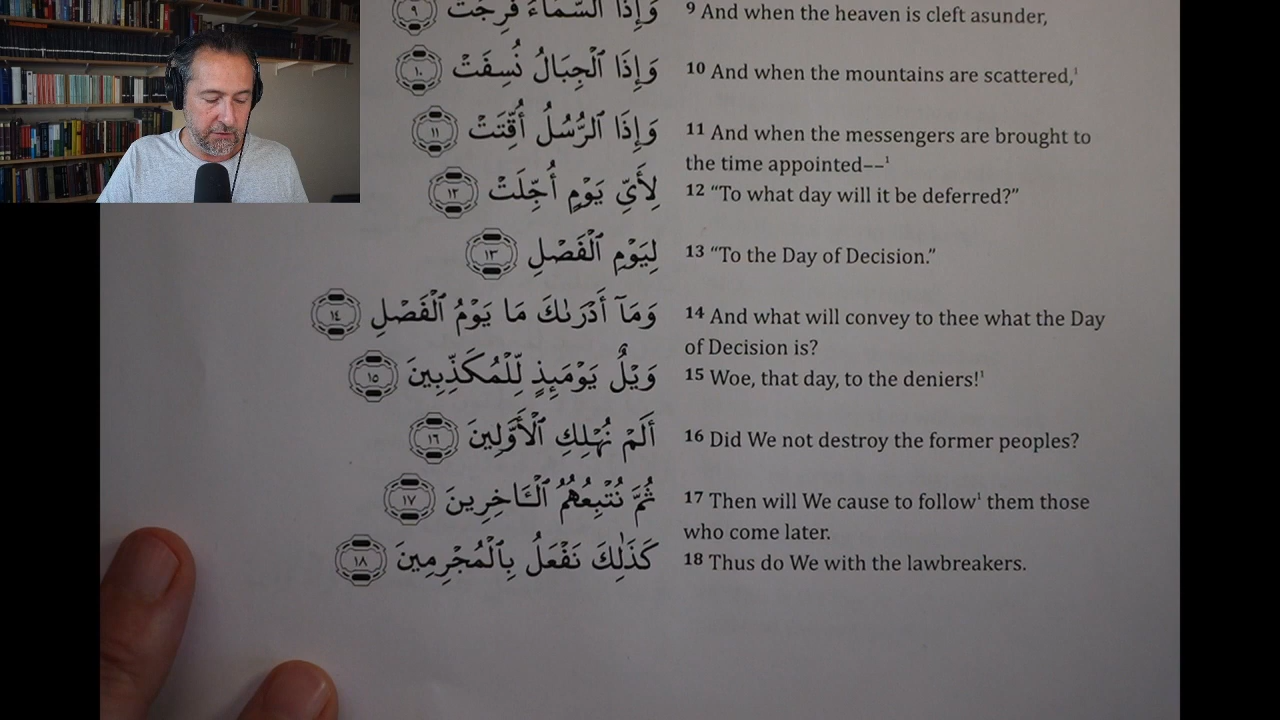 وَإِذَا ٱلسَّمَآءُ فُرِجَتْ ٩
9 And when the heaven is cleft asunder,
وَإِذَا ٱلْجِبَالُ نُسِفَتْ ١٠
10 And when the mountains are scattered,1
وَإِذَا ٱلرُّسُلُ أُقِّتَتْ ١١
11 And when the messengers are brought to
the time appointed––1
لِأَىِّ يَوْمٍ أُجِّلَتْ ١٢
12 “To what day will it be deferred?”
لِيَوْمِ ٱلْفَصْلِ ١٣
13 “To the Day of Decision.”
وَمَآ أَدْرَىٰكَ مَا يَوْمُ ٱلْفَصْلِ ١٤
14 And what will convey to thee what the Day
of Decision is?
وَيْلٌ يَوْمَئِذٍ لِّلْمُكَذِّبِينَ ١٥
15 Woe, that day, to the deniers!1
أَلَمْ نُهْلِكِ ٱلْأَوَّلِينَ ١٦
16 Did We not destroy the former peoples?
ثُمَّ نُتْبِعُهُمُ ٱلْـَٔاخِرِينَ ١٧
17 Then will We cause to follow1 them those
who come later.
كَذَٰلِكَ نَفْعَلُ بِٱلْمُجْرِمِينَ ١٨
18 Thus do We with the lawbreakers.